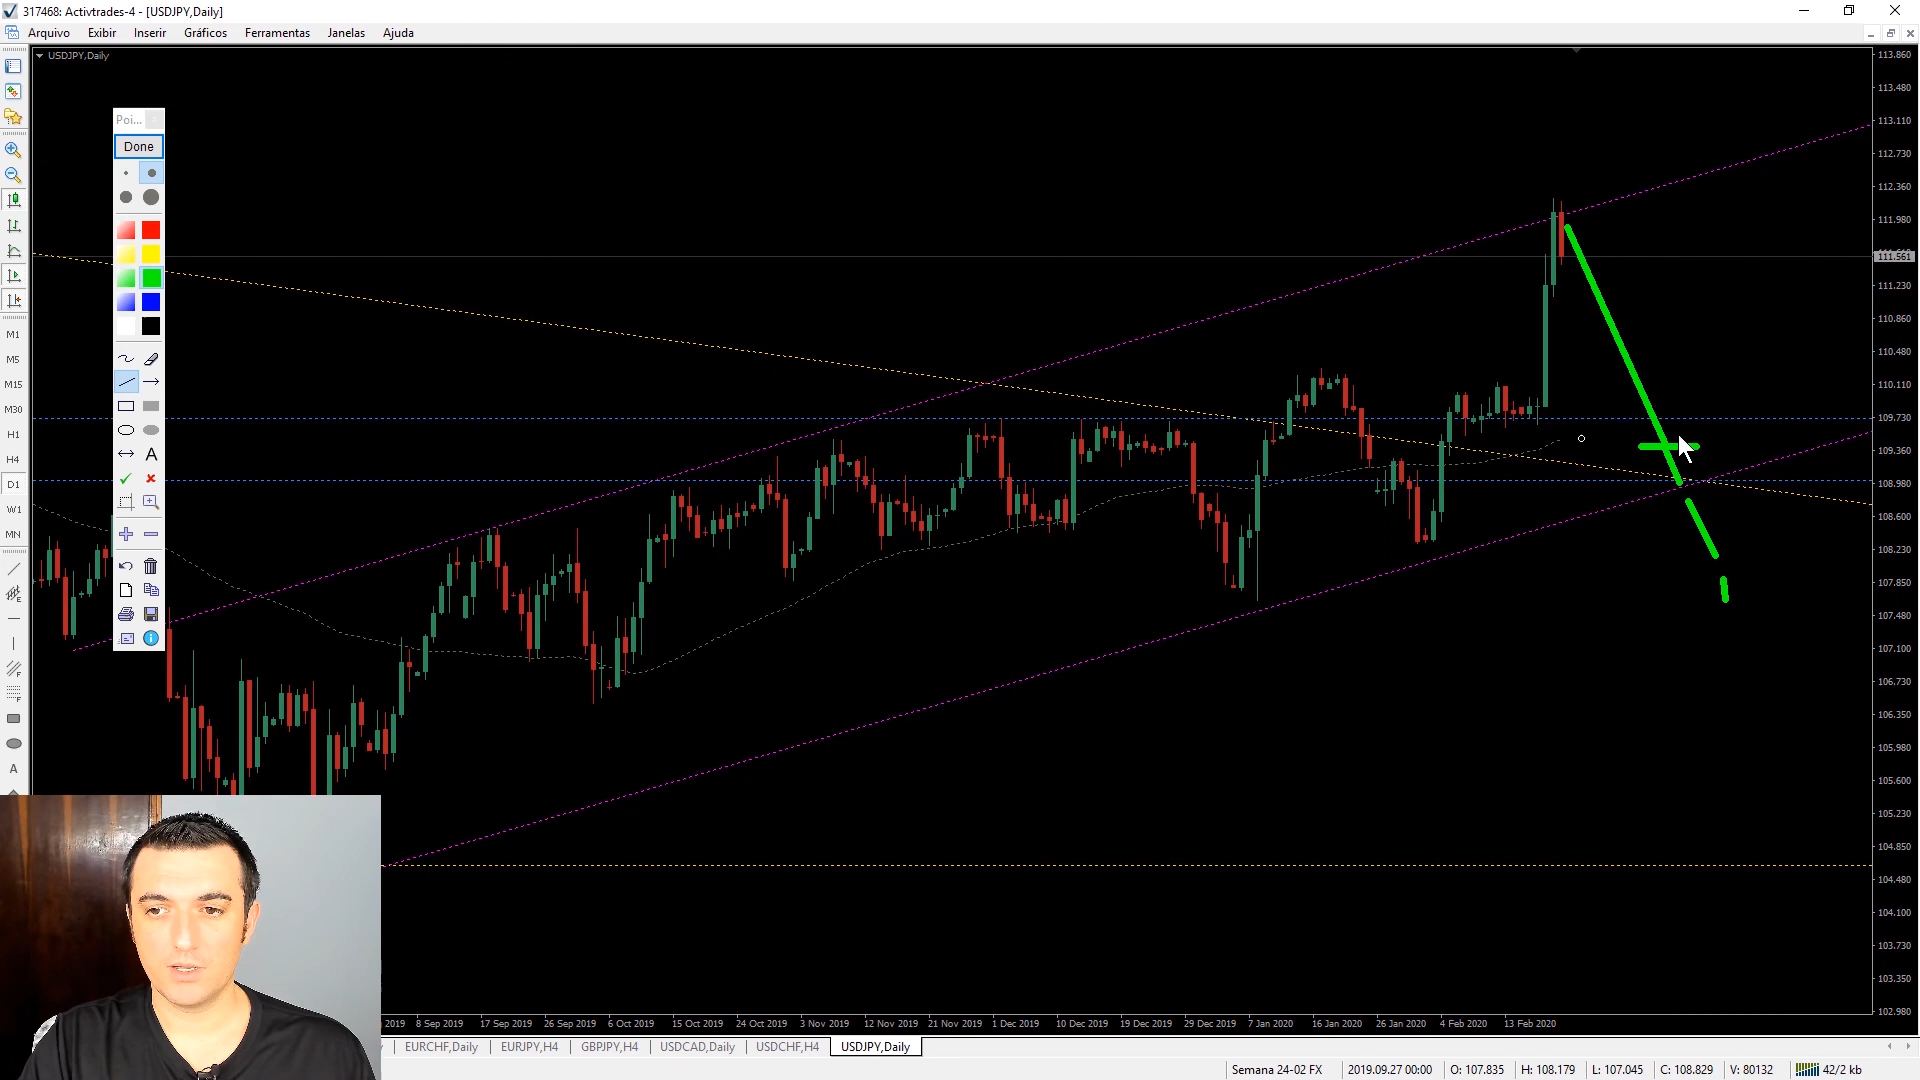 317468: Activtrades-4 - [USDJPY,Daily]
Arquivo Exibir Inserir Gráficos Ferramentas Janelas Ajuda
USDJPY,Daily
Poi...
Done
A
M1
M5
M15
M30
H1
H4
D1
W1
MN
A
113.860
113.480
113.110
112.730
112.360
111.980
111.561
111.230
110.860
110.480
110.110
109.730
109.360
108.980
108.600
108.230
107.850
107.480
107.100
106.730
106.350
105.980
105.600
105.230
104.850
104.480
104.100
103.730
103.350
102.980
2019 8 Sep 2019 17 Sep 2019 26 Sep 2019 6 Oct 2019 15 Oct 2019 24 Oct 2019 3 Nov 2019 12 Nov 2019 21 Nov 2019 1 Dec 2019 10 Dec 2019 19 Dec 2019 29 Dec 2019 7 Jan 2020 16 Jan 2020 26 Jan 2020 4 Feb 2020 13 Feb 2020
EURCHF,Daily EURJPY,H4 GBPJPY,H4 USDCAD,Daily USDCHF,H4 USDJPY,Daily
Semana 24-02 FX 2019.09.27 00:00 O: 107.835 H: 108.179 L: 107.045 C: 108.829 V: 80132 42/2 kb